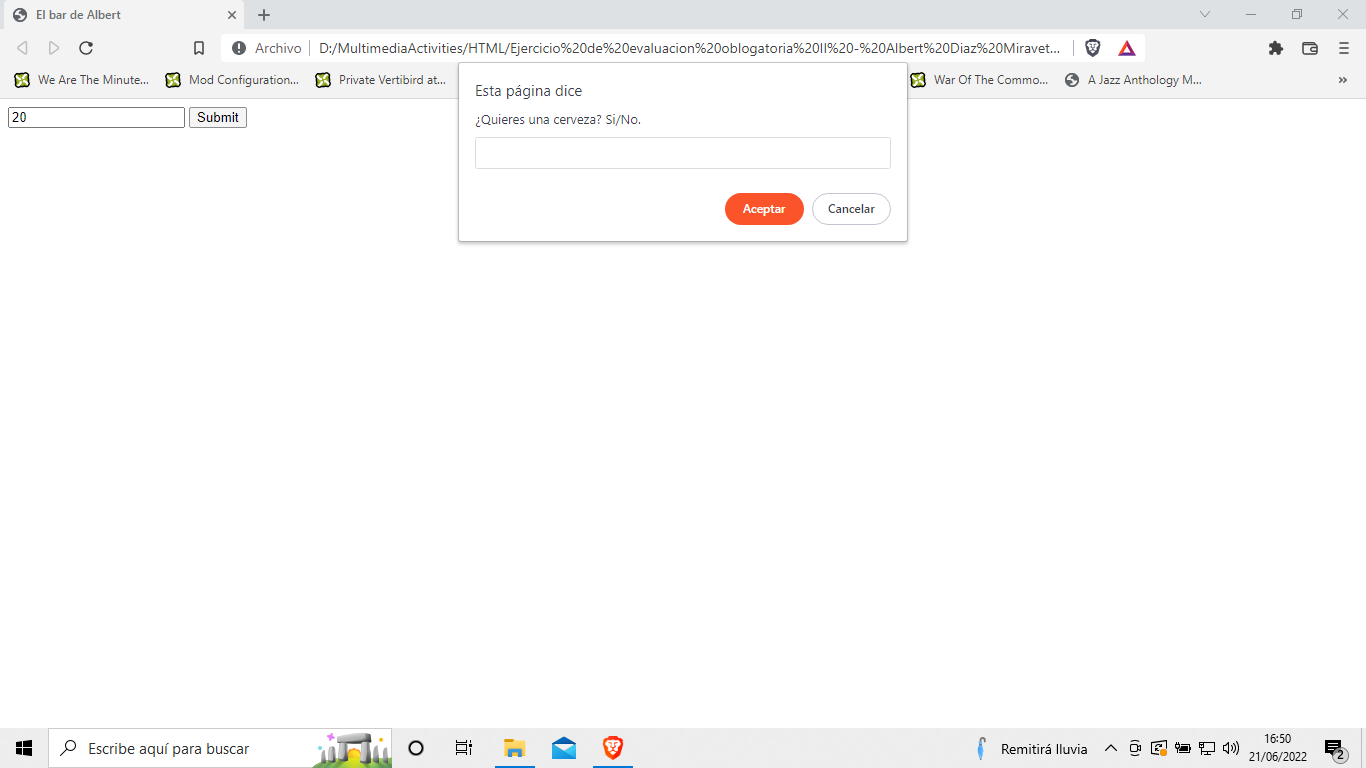 El bar de Albert
Archivo
D:/MultimediaActivities/HTML/Ejercicio%20de%20evaluacion%20oblogatoria%20II%20-%20Albert%20Diaz%20Miravet...
We Are The Minute...
Mod Configuration...
Private Vertibird at...
War Of The Commo...
A Jazz Anthology M...
»
20
Submit
Esta página dice
¿Quieres una cerveza? Si/No.
Aceptar
Cancelar
Escribe aquí para buscar
Remitirá lluvia
16:50
21/06/2022
2